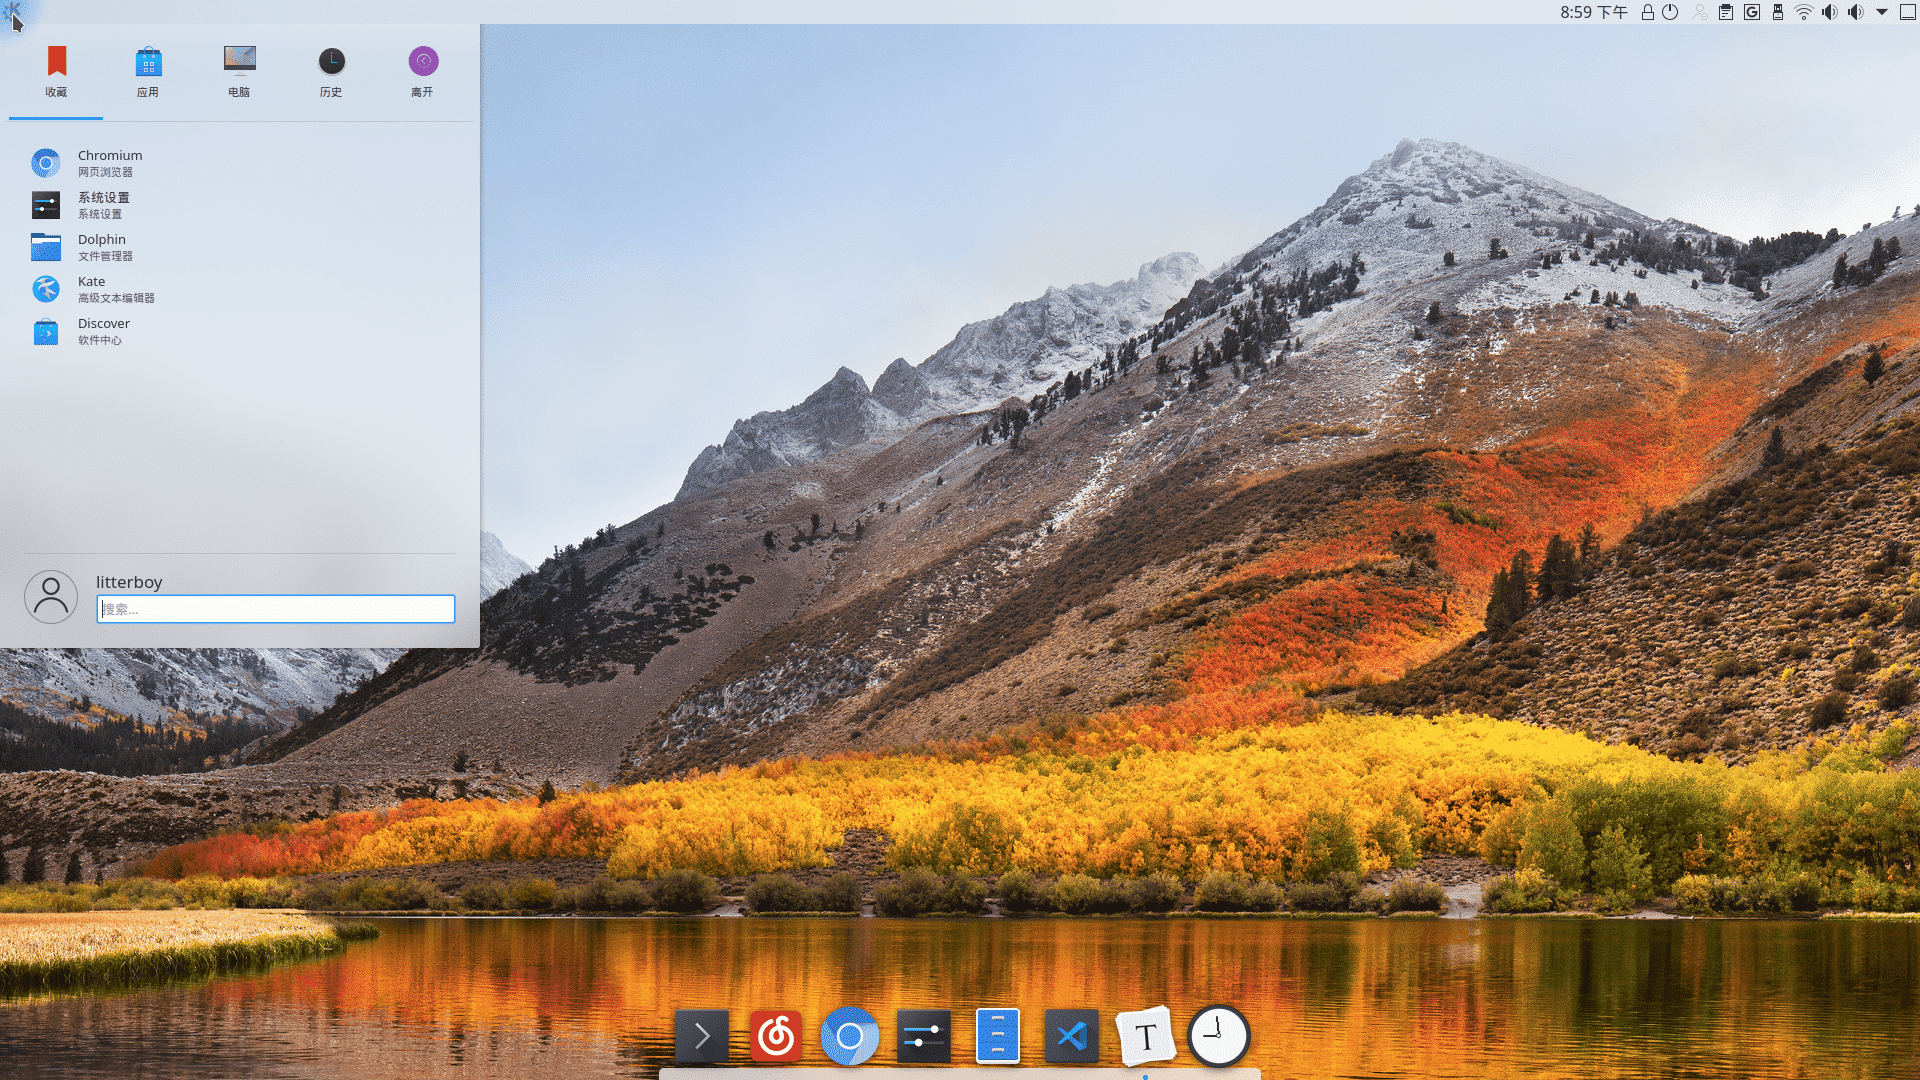 8:59 下午
收藏
应用
电脑
历史
离开
Chromium
网页浏览器
系统设置
系统设置
Dolphin
文件管理器
Kate
高级文本编辑器
Discover
软件中心
litterboy
搜索...
T